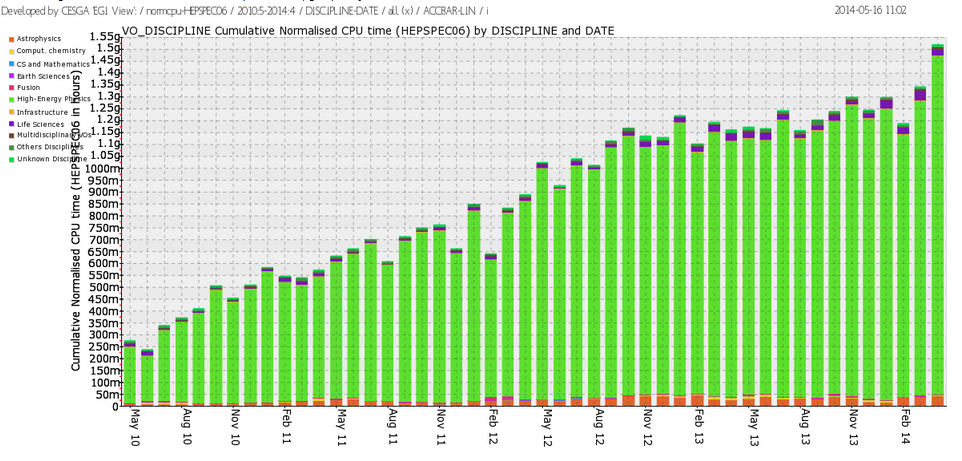 Developed by CESGA 'EGI View': / normcpu-HEPSPEC06 / 2010:5-2014:4 / DISCIPLINE-DATE / all (x) / ACCBAR-LIN / i
2014-05-16 11:02
VO_DISCIPLINE Cumulative Normalised CPU time (HEPSPEC06) by DISCIPLINE and DATE
Astrophysics
Comput. chemistry
CS and Mathematics
Earth Sciences
Fusion
High-Energy Physics
Infrastructure
Life Sciences
Multidisciplinary VOs
Others Disciplines
Unknown Discipline
Cumulative Normalised CPU time (HEPSPEC06 in hours)
1.55g
1.5g
1.45g
1.4g
1.35g
1.3g
1.25g
1.2g
1.15g
1.1g
1.05g
1000m
950m
900m
850m
800m
750m
700m
650m
600m
550m
500m
450m
400m
350m
300m
250m
200m
150m
100m
50m
0
May 10
Aug 10
Nov 10
Feb 11
May 11
Aug 11
Nov 11
Feb 12
May 12
Aug 12
Nov 12
Feb 13
May 13
Aug 13
Nov 13
Feb 14